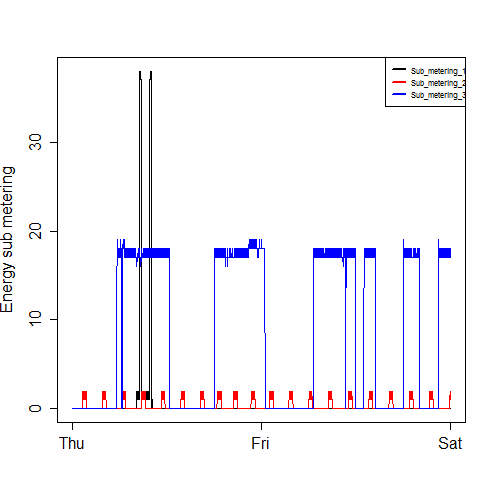 Sub_metering_1
Sub_metering_2
Sub_metering_3
Energy sub metering
30
20
10
0
Thu Fri Sat